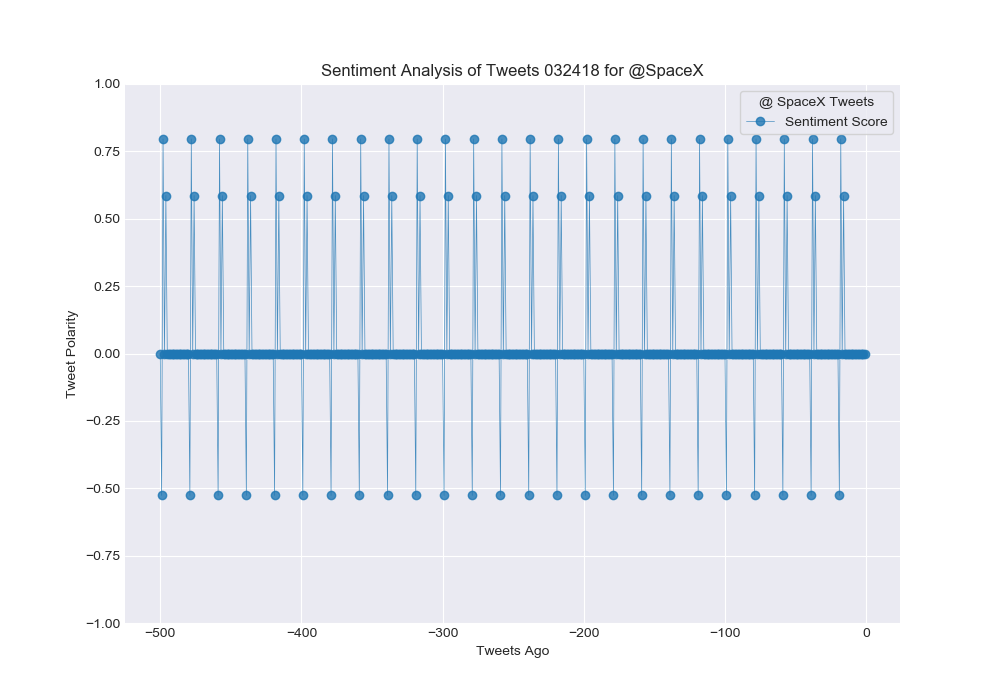 Sentiment Analysis of Tweets 032418 for @SpaceX
@ SpaceX Tweets
Sentiment Score
1.00
0.75
0.50
0.25
0.00
−0.25
−0.50
−0.75
−1.00
Tweet Polarity
−500 −400 −300 −200 −100 0
Tweets Ago